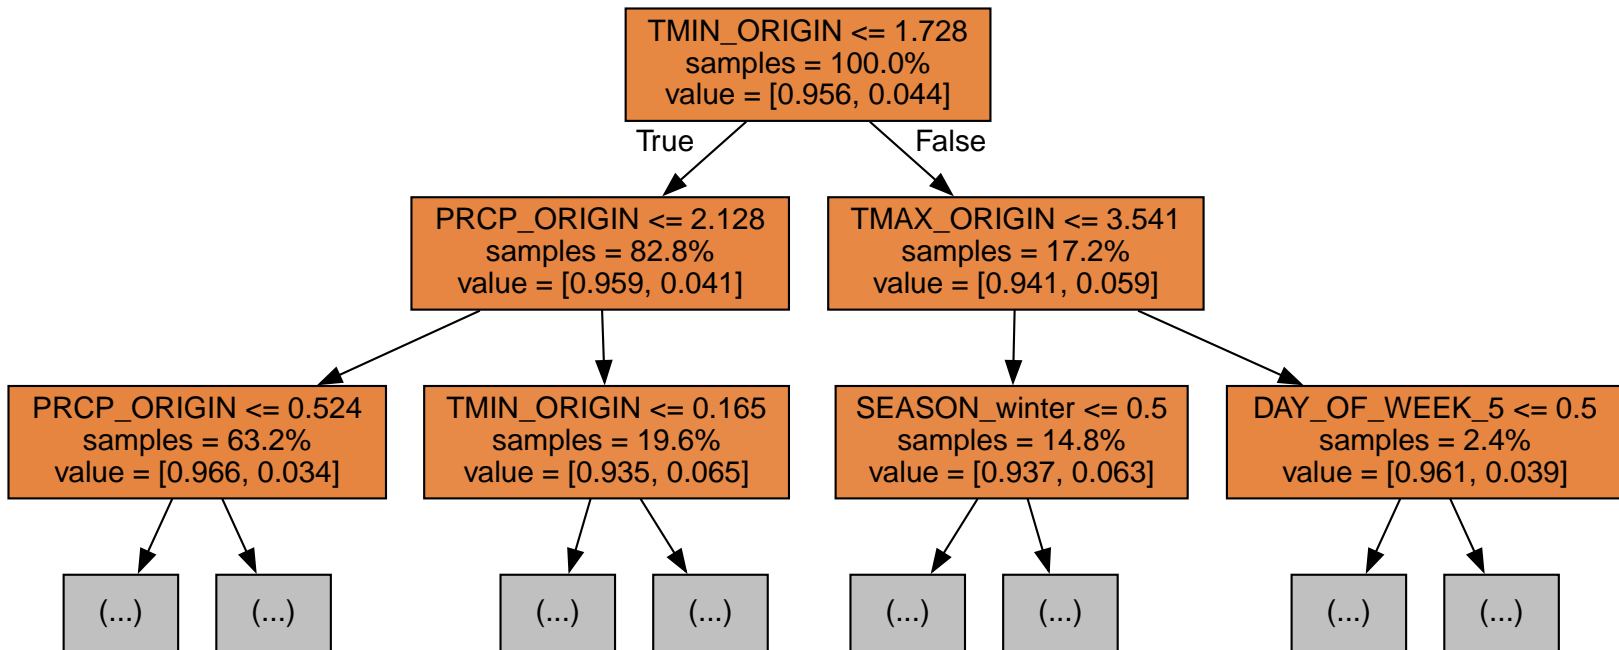 TMIN_ORIGIN <= 1.728
samples = 100.0%
value = [0.956, 0.044]
True
False
PRCP_ORIGIN <= 2.128
samples = 82.8%
value = [0.959, 0.041]
TMAX_ORIGIN <= 3.541
samples = 17.2%
value = [0.941, 0.059]
PRCP_ORIGIN <= 0.524
samples = 63.2%
value = [0.966, 0.034]
TMIN_ORIGIN <= 0.165
samples = 19.6%
value = [0.935, 0.065]
SEASON_winter <= 0.5
samples = 14.8%
value = [0.937, 0.063]
DAY_OF_WEEK_5 <= 0.5
samples = 2.4%
value = [0.961, 0.039]
(...)
(...)
(...)
(...)
(...)
(...)
(...)
(...)